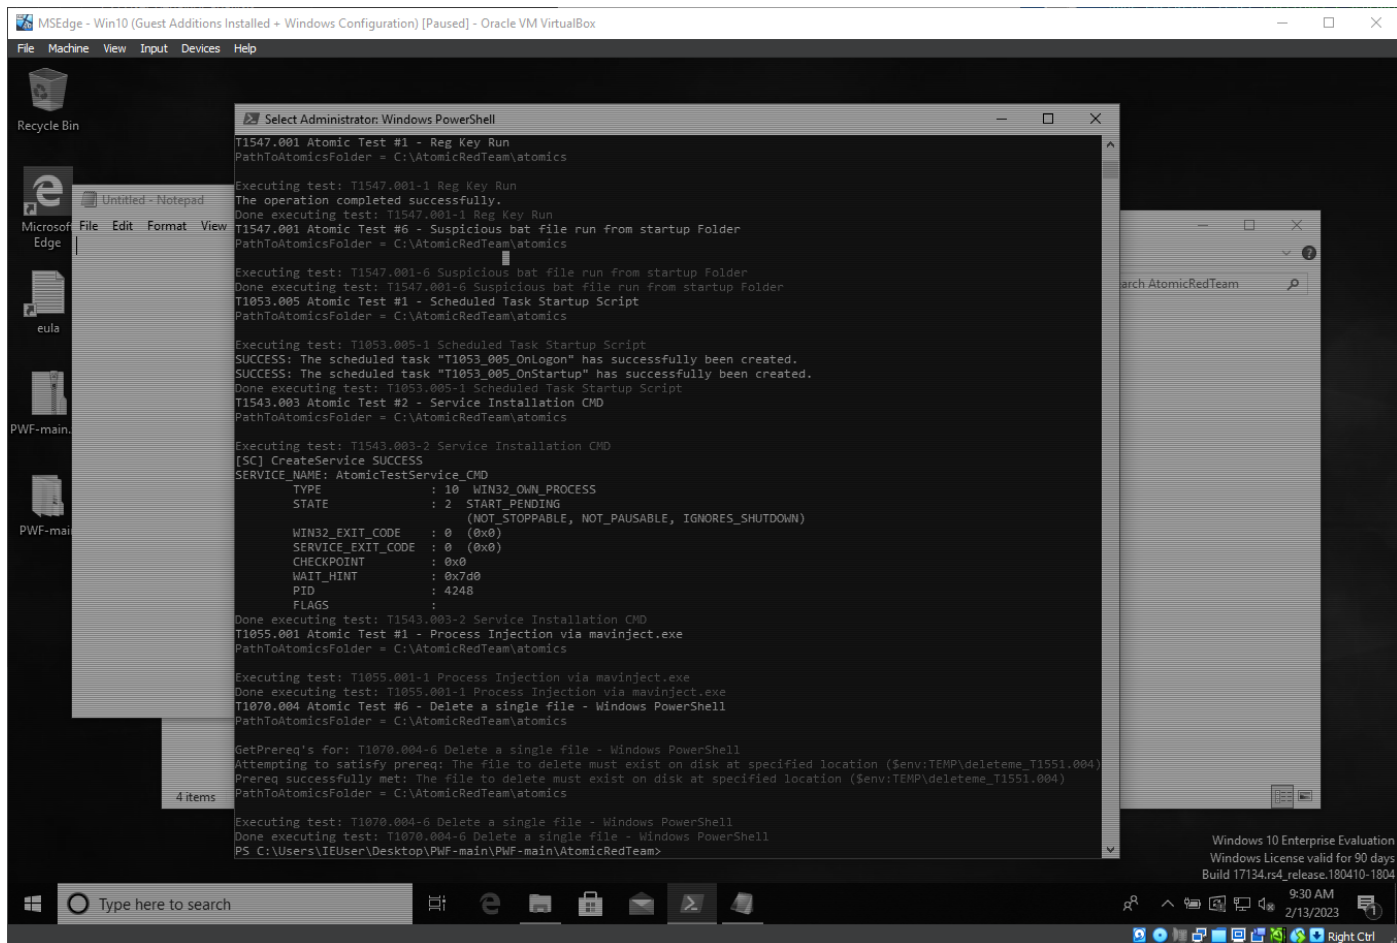 MSEdge - Win10 (Guest Additions Installed + Windows Configuration) [Paused] - Oracle VM VirtualBox
File Machine View Input Devices Help
Recycle Bin
Microsof
Edge
eula
PWF-main.
PWF-mai
Untitled - Notepad
File Edit Format View
4 items
Select Administrator: Windows PowerShell
T1547.001 Atomic Test #1 - Reg Key Run
PathToAtomicsFolder = C:\AtomicRedTeam\atomics
Executing test: T1547.001-1 Reg Key Run
The operation completed successfully.
Done executing test: T1547.001-1 Reg Key Run
T1547.001 Atomic Test #6 - Suspicious bat file run from startup Folder
PathToAtomicsFolder = C:\AtomicRedTeam\atomics
Executing test: T1547.001-6 Suspicious bat file run from startup Folder
Done executing test: T1547.001-6 Suspicious bat file run from startup Folder
T1053.005 Atomic Test #1 - Scheduled Task Startup Script
PathToAtomicsFolder = C:\AtomicRedTeam\atomics
Executing test: T1053.005-1 Scheduled Task Startup Script
SUCCESS: The scheduled task "T1053_005_OnLogon" has successfully been created.
SUCCESS: The scheduled task "T1053_005_OnStartup" has successfully been created.
Done executing test: T1053.005-1 Scheduled Task Startup Script
T1543.003 Atomic Test #2 - Service Installation CMD
PathToAtomicsFolder = C:\AtomicRedTeam\atomics
Executing test: T1543.003-2 Service Installation CMD
[SC] CreateService SUCCESS
SERVICE_NAME: AtomicTestService_CMD
TYPE : 10 WIN32_OWN_PROCESS
STATE : 2 START_PENDING
(NOT_STOPPABLE, NOT_PAUSABLE, IGNORES_SHUTDOWN)
WIN32_EXIT_CODE : 0 (0x0)
SERVICE_EXIT_CODE : 0 (0x0)
CHECKPOINT : 0x0
WAIT_HINT : 0x7d0
PID : 4248
FLAGS :
Done executing test: T1543.003-2 Service Installation CMD
T1055.001 Atomic Test #1 - Process Injection via mavinject.exe
PathToAtomicsFolder = C:\AtomicRedTeam\atomics
Executing test: T1055.001-1 Process Injection via mavinject.exe
Done executing test: T1055.001-1 Process Injection via mavinject.exe
T1070.004 Atomic Test #6 - Delete a single file - Windows PowerShell
PathToAtomicsFolder = C:\AtomicRedTeam\atomics
GetPrereq's for: T1070.004-6 Delete a single file - Windows PowerShell
Attempting to satisfy prereq: The file to delete must exist on disk at specified location ($env:TEMP\deleteme_T1551.004)
Prereq successfully met: The file to delete must exist on disk at specified location ($env:TEMP\deleteme_T1551.004)
PathToAtomicsFolder = C:\AtomicRedTeam\atomics
Executing test: T1070.004-6 Delete a single file - Windows PowerShell
Done executing test: T1070.004-6 Delete a single file - Windows PowerShell
PS C:\Users\IEUser\Desktop\PWF-main\PWF-main\AtomicRedTeam>
arch AtomicRedTeam
Windows 10 Enterprise Evaluation
Windows License valid for 90 days
Build 17134.rs4_release.180410-1804
Type here to search
9:30 AM
2/13/2023
1
Right Ctrl